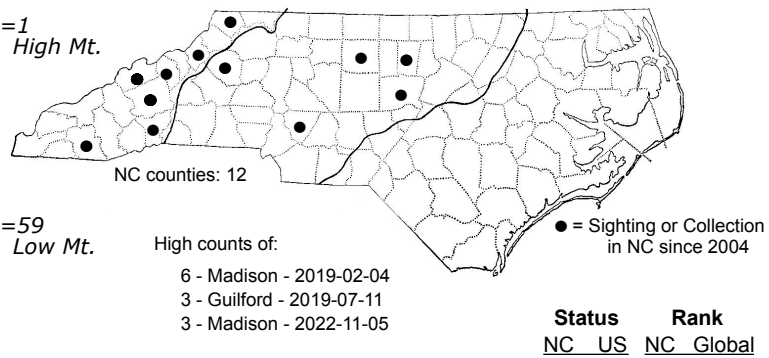 =1
High Mt.
NC counties: 12
=59
Low Mt.
High counts of:
6 - Madison - 2019-02-04
3 - Guilford - 2019-07-11
3 - Madison - 2022-11-05
● = Sighting or Collection
in NC since 2004
Status Rank
NC US NC Global